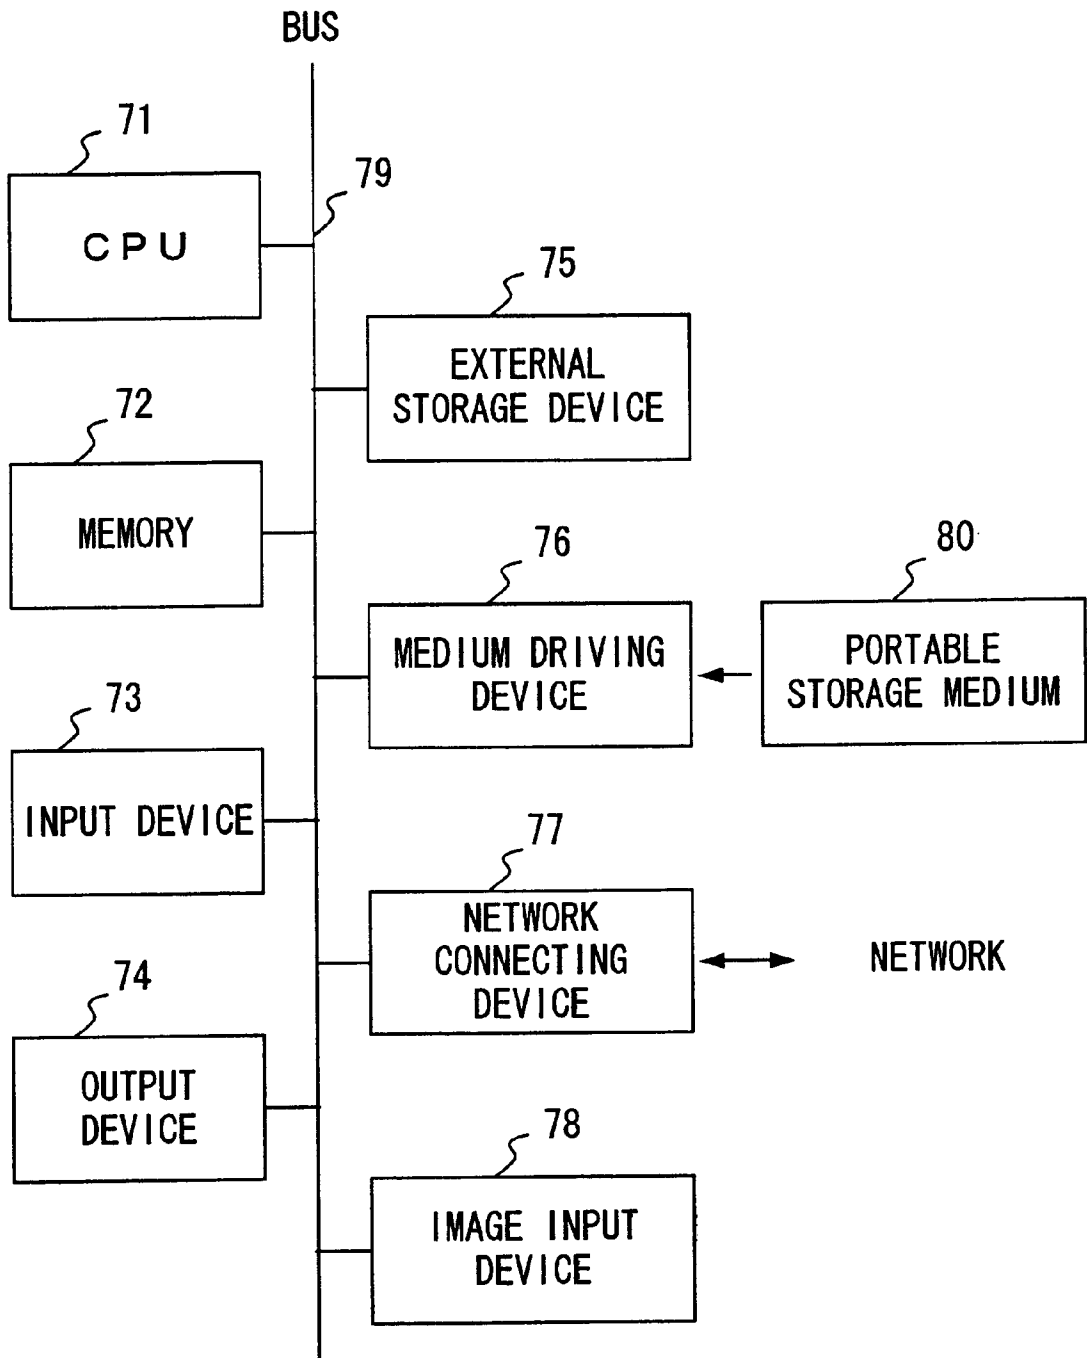 BUS
71
79
CPU
75
EXTERNAL
STORAGE DEVICE
72
MEMORY
76
80
MEDIUM DRIVING
DEVICE
PORTABLE
STORAGE MEDIUM
73
INPUT DEVICE
77
NETWORK
CONNECTING
DEVICE
NETWORK
74
OUTPUT
DEVICE
78
IMAGE INPUT
DEVICE